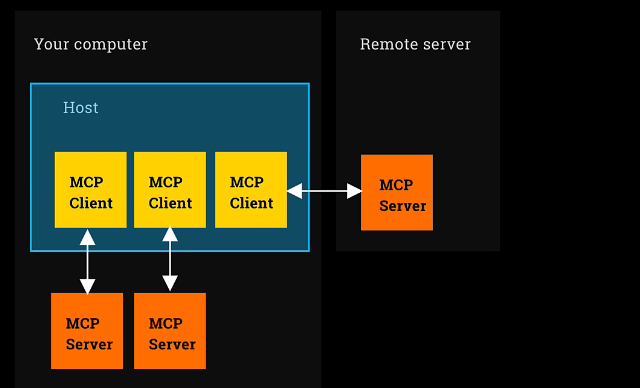 Your computer
Remote server
Host
MCP
Client
MCP
Client
MCP
Client
MCP
Server
MCP
Server
MCP
Server